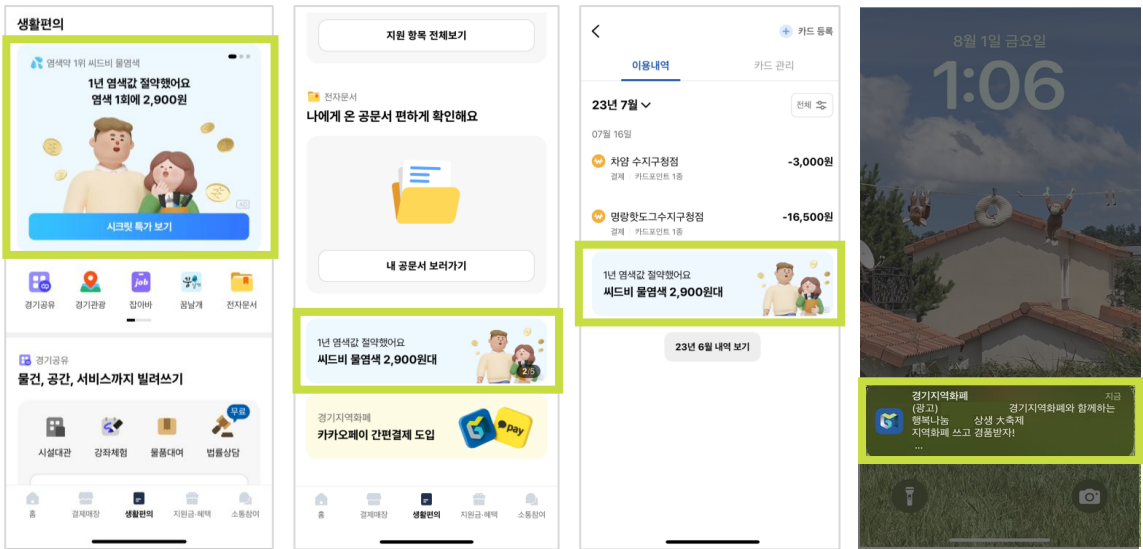 생활편의
염색약 1위 씨드비 물염색
1년 염색값 절약했어요
염색 1회에 2,900원
AD
시크릿 특가 보기
job
경기공유
경기관광
잡아바
꿈날개
전자문서
경기공유
물건, 공간, 서비스까지 빌려쓰기
무료
시설대관
강좌체험
물품대여
법률상담
홈
결제매장
생활편의
지원금·혜택
소통참여
지원 항목 전체보기
전자문서
나에게 온 공문서 편하게 확인해요
내 공문서 보러가기
1년 염색값 절약했어요
씨드비 물염색 2,900원대
2/5
경기지역화폐
카카오페이 간편결제 도입
pay
홈
결제매장
생활편의
지원금·혜택
소통참여
카드 등록
이용내역
카드 관리
23년 7월
전체
07월 16일
차얌 수지구청점
-3,000원
결제 카드포인트 1종
명랑핫도그수지구청점
-16,500원
결제 카드포인트 1종
1년 염색값 절약했어요
씨드비 물염색 2,900원대
23년 6월 내역 보기
8월 1일 금요일
1:06
경기지역화폐
지금
(광고) 경기지역화폐와 함께하는
행복나눔 상생 大축제
지역화폐 쓰고 경품받자!
...